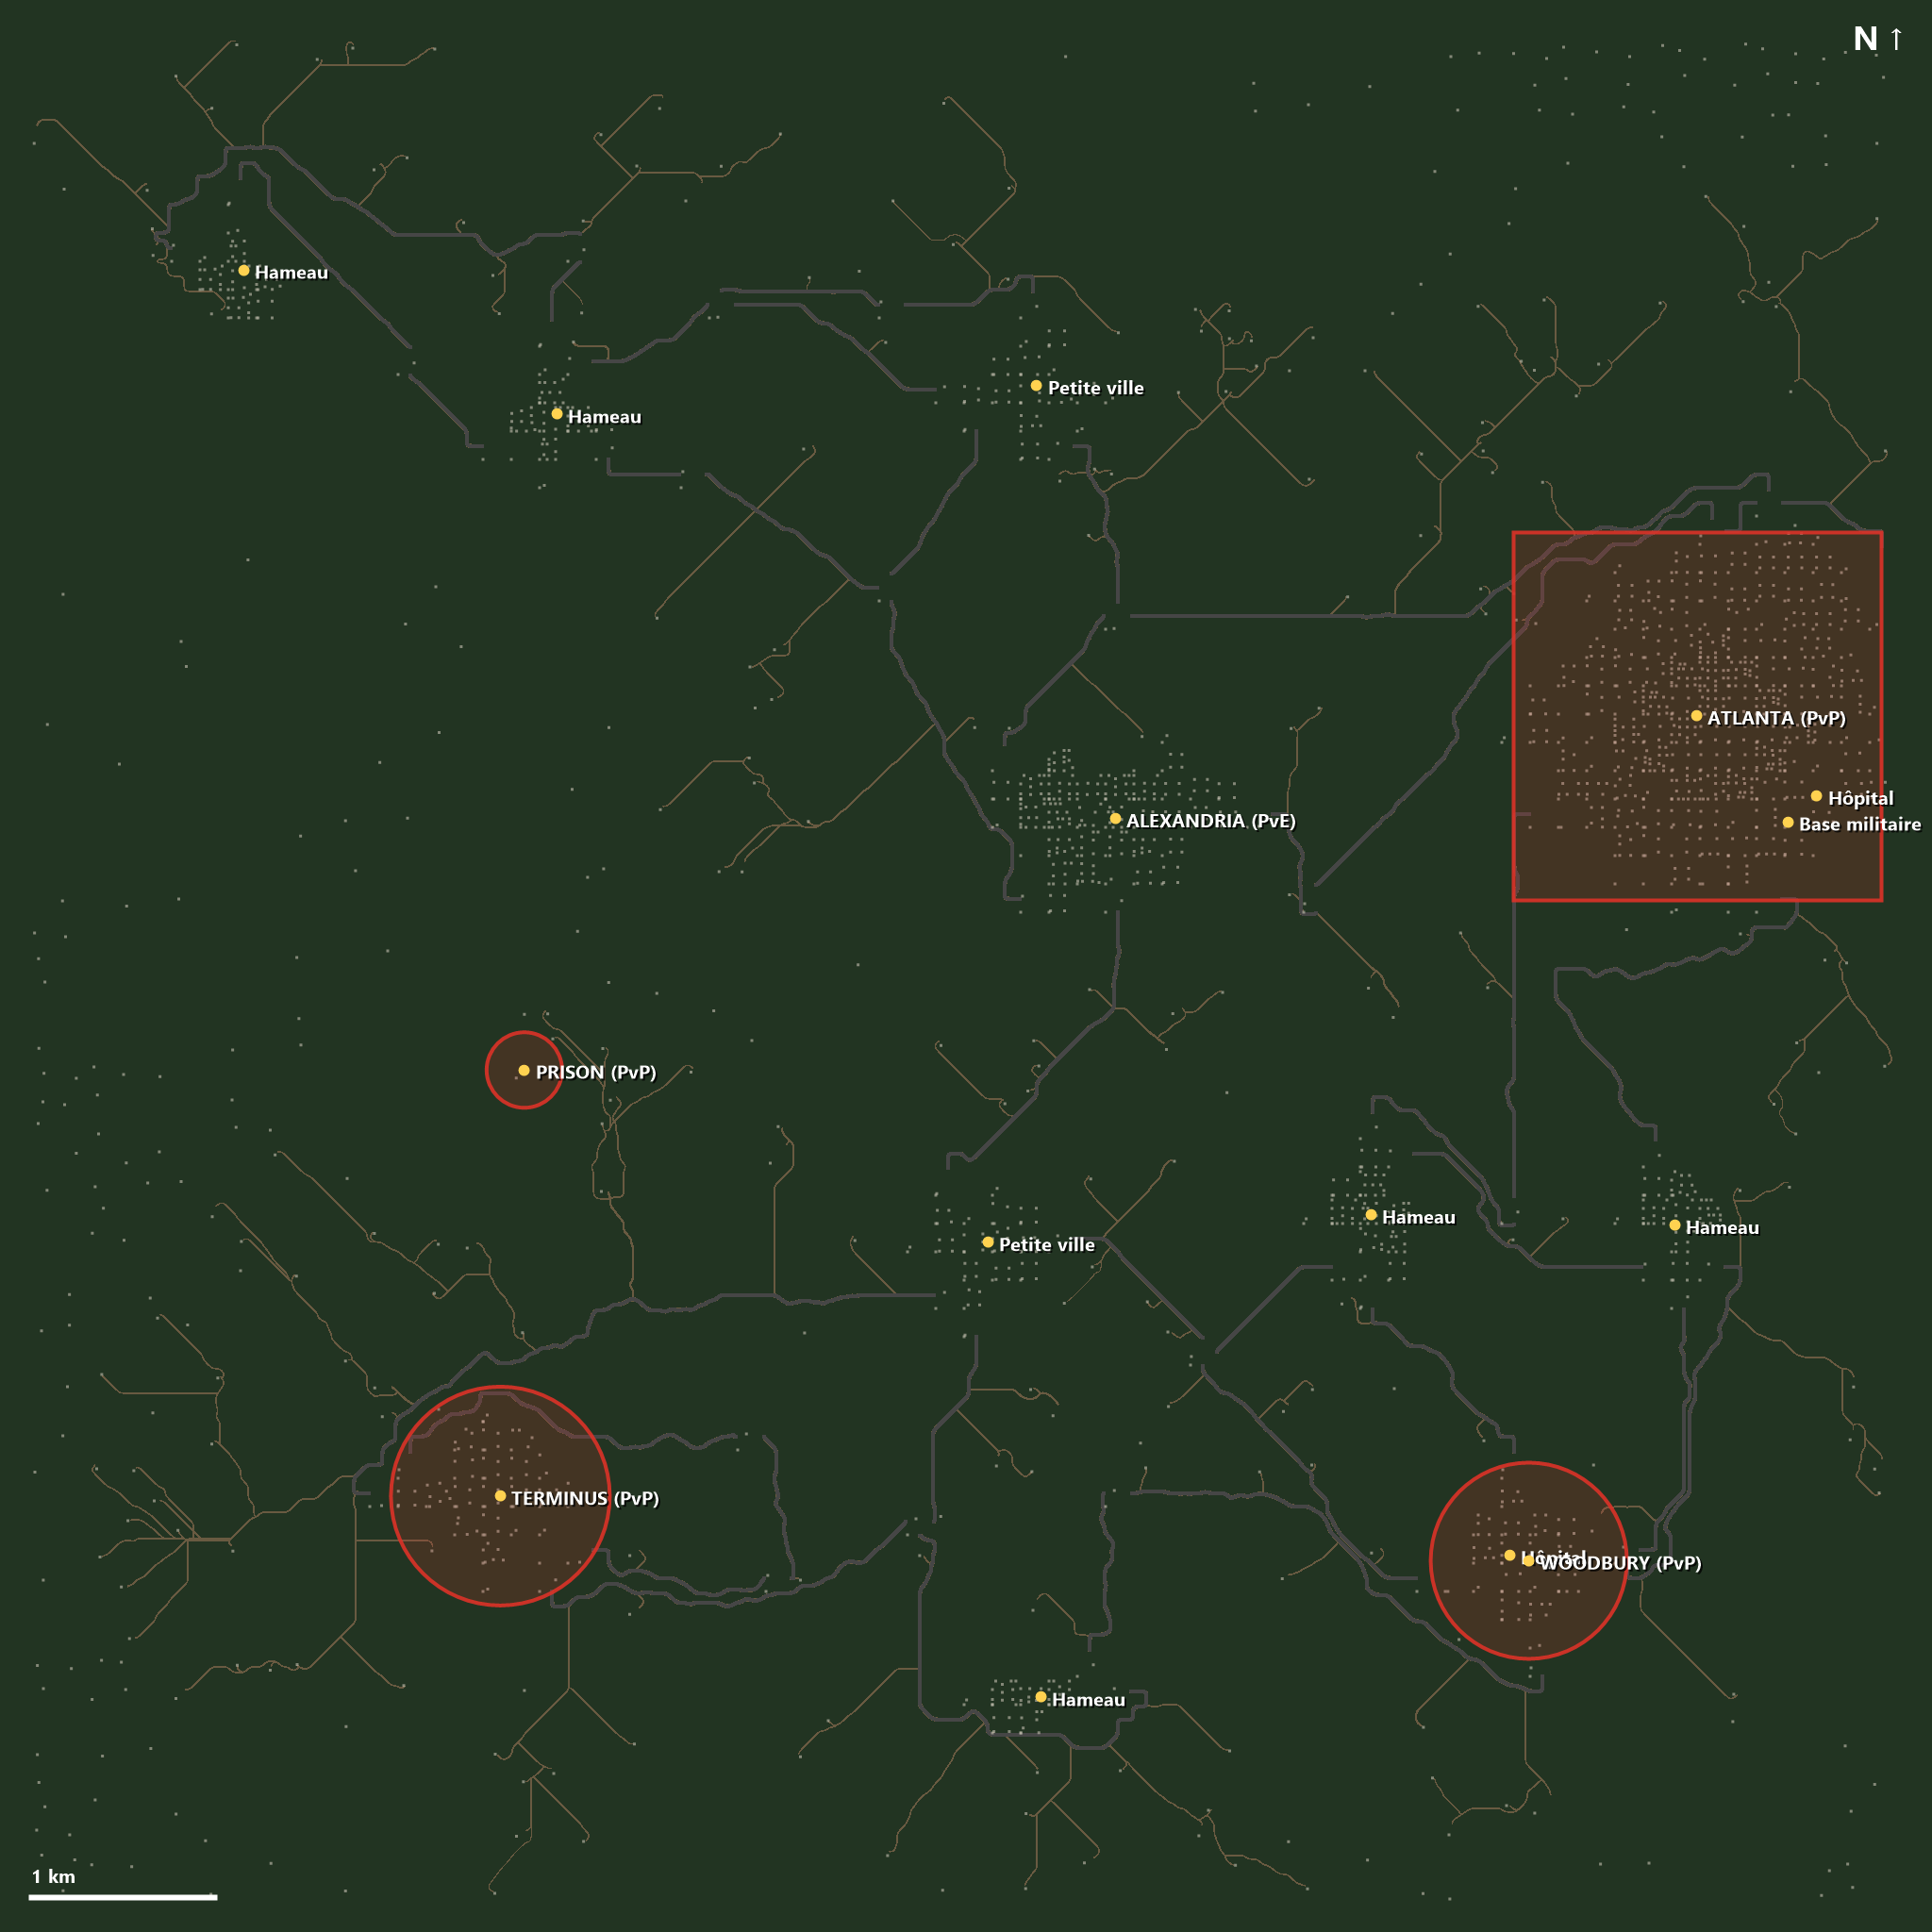 N ↑
Hameau
Petite ville
Hameau
ATLANTA (PvP)
Hôpital
ALEXANDRIA (PvE)
Base militaire
PRISON (PvP)
Hameau
Hameau
Petite ville
TERMINUS (PvP)
Hôpital
WOODBURY (PvP)
Hameau
1 km